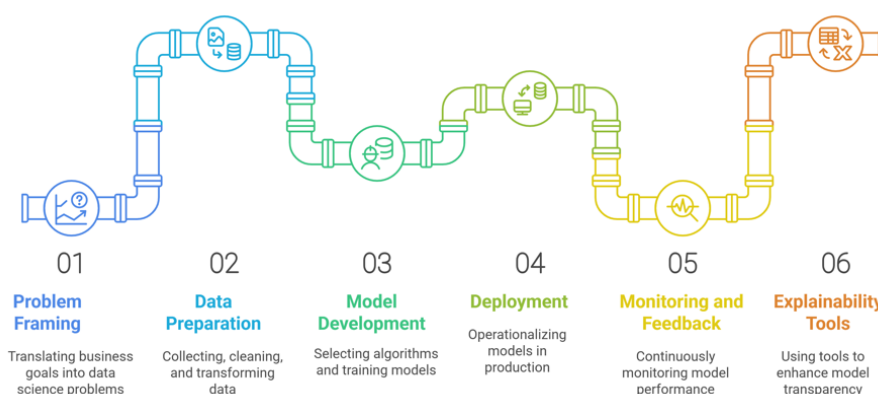 01
Problem
Framing
Translating business
goals into data
science problems
02
Data
Preparation
Collecting, cleaning,
and transforming
data
03
Model
Development
Selecting algorithms
and training models
04
Deployment
Operationalizing
models in
production
05
Monitoring and
Feedback
Continuously
monitoring model
performance
06
Explainability
Tools
Using tools to
enhance model
transparency